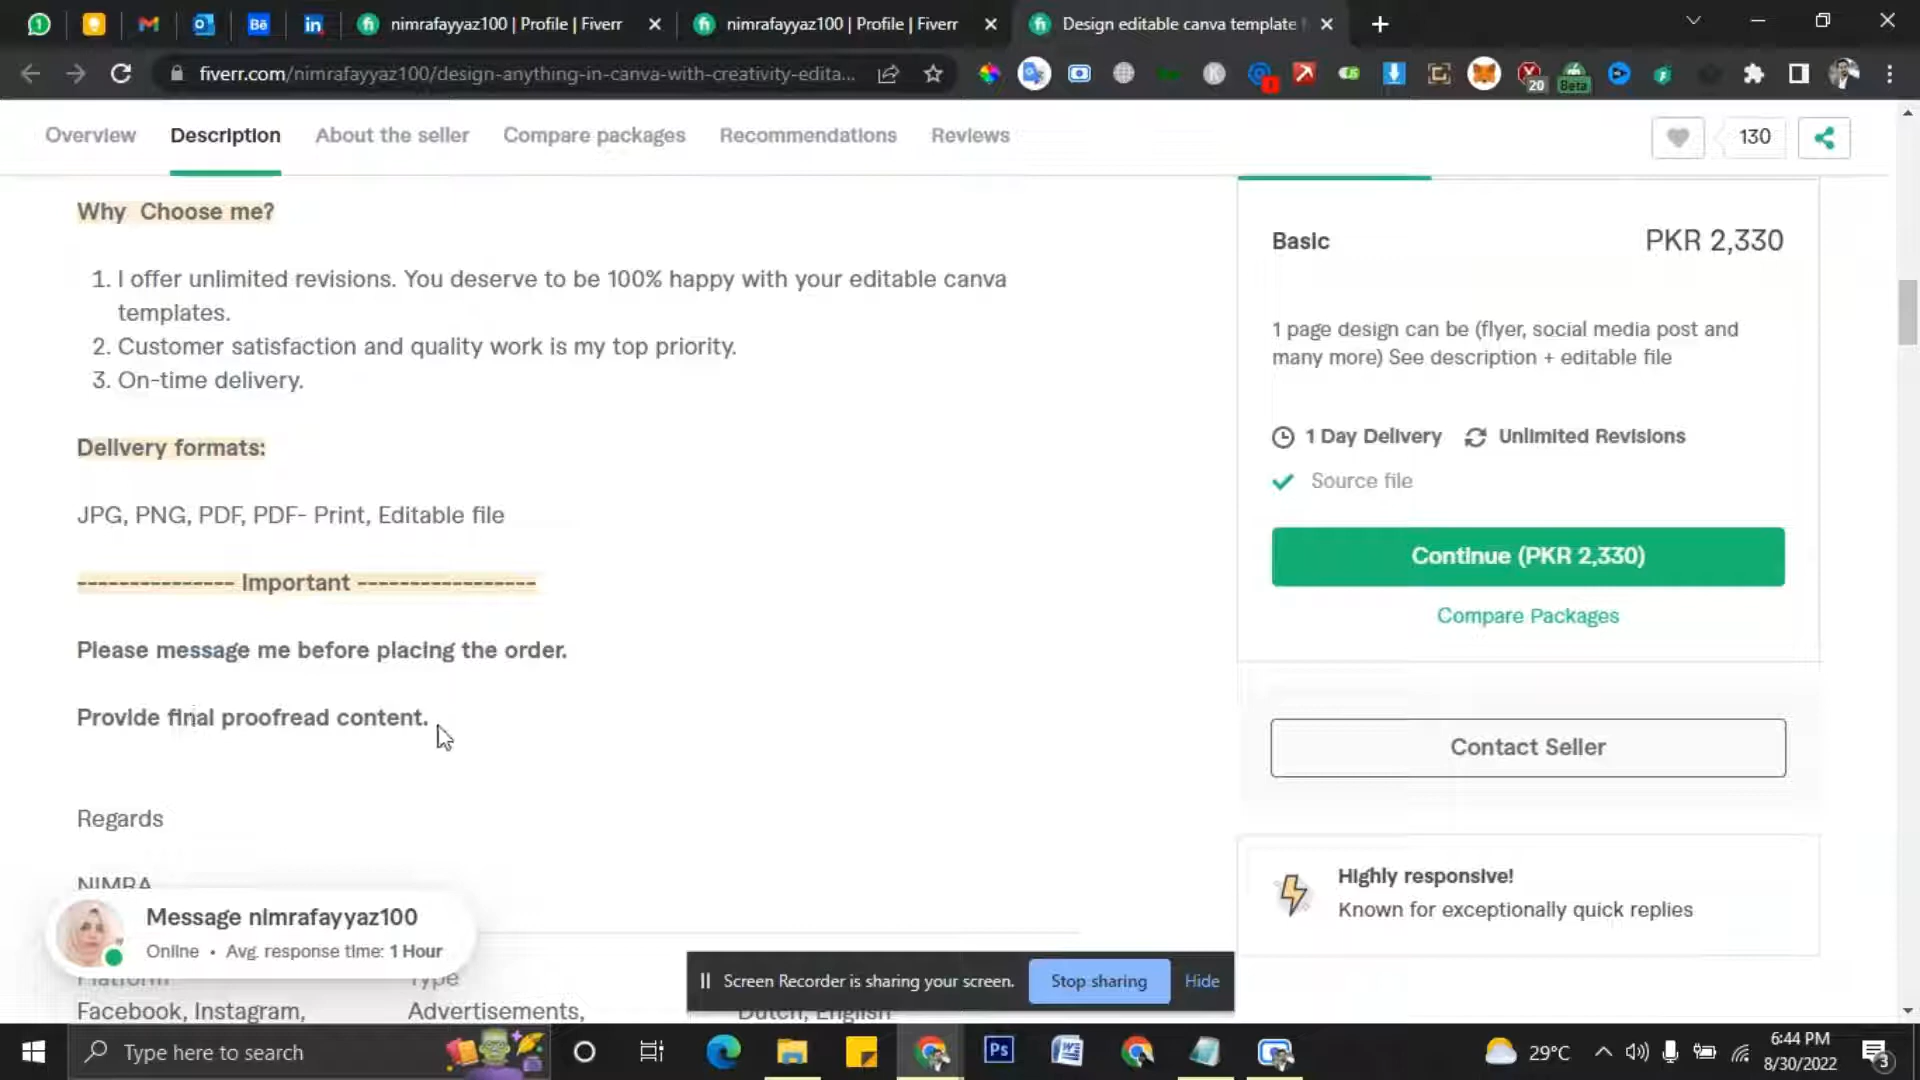 nimrafayyaz100 | Profile | Fiverr
nimrafayyaz100 | Profile | Fiverr
Design editable canva template
fiverr.com/nimrafayyaz100/design-anything-in-canva-with-creativity-edita...
20
Beta
Overview
Description
About the seller
Compare packages
Recommendations
Reviews
130
Why Choose me?
1. I offer unlimited revisions. You deserve to be 100% happy with your editable canva
templates.
2. Customer satisfaction and quality work is my top priority.
3. On-time delivery.
Delivery formats:
JPG, PNG, PDF, PDF- Print, Editable file
--------------- Important -----------------
Please message me before placing the order.
Provide final proofread content.
Regards
NIMRA
Message nimrafayyaz100
Online • Avg. response time: 1 Hour
Platform
Type
Facebook, Instagram,
Advertisements,
Dutch, English
Basic
PKR 2,330
1 page design can be (flyer, social media post and
many more) See description + editable file
1 Day Delivery
Unlimited Revisions
Source file
Continue (PKR 2,330)
Compare Packages
Contact Seller
Highly responsive!
Known for exceptionally quick replies
Screen Recorder is sharing your screen.
Stop sharing
Hide
Type here to search
Ps
29°C
6:44 PM
8/30/2022
3